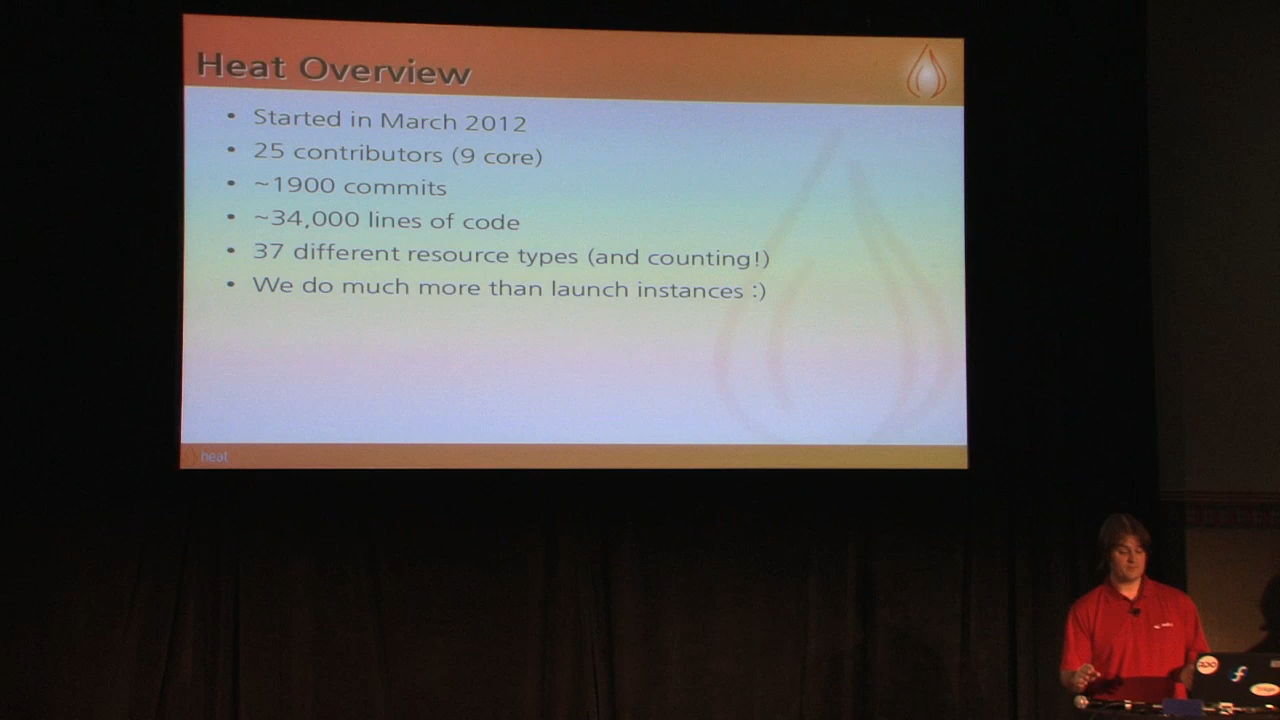 Heat Overview
• Started in March 2012
• 25 contributors (9 core)
• ~1900 commits
• ~34,000 lines of code
• 37 different resource types (and counting!)
• We do much more than launch instances :)
heat